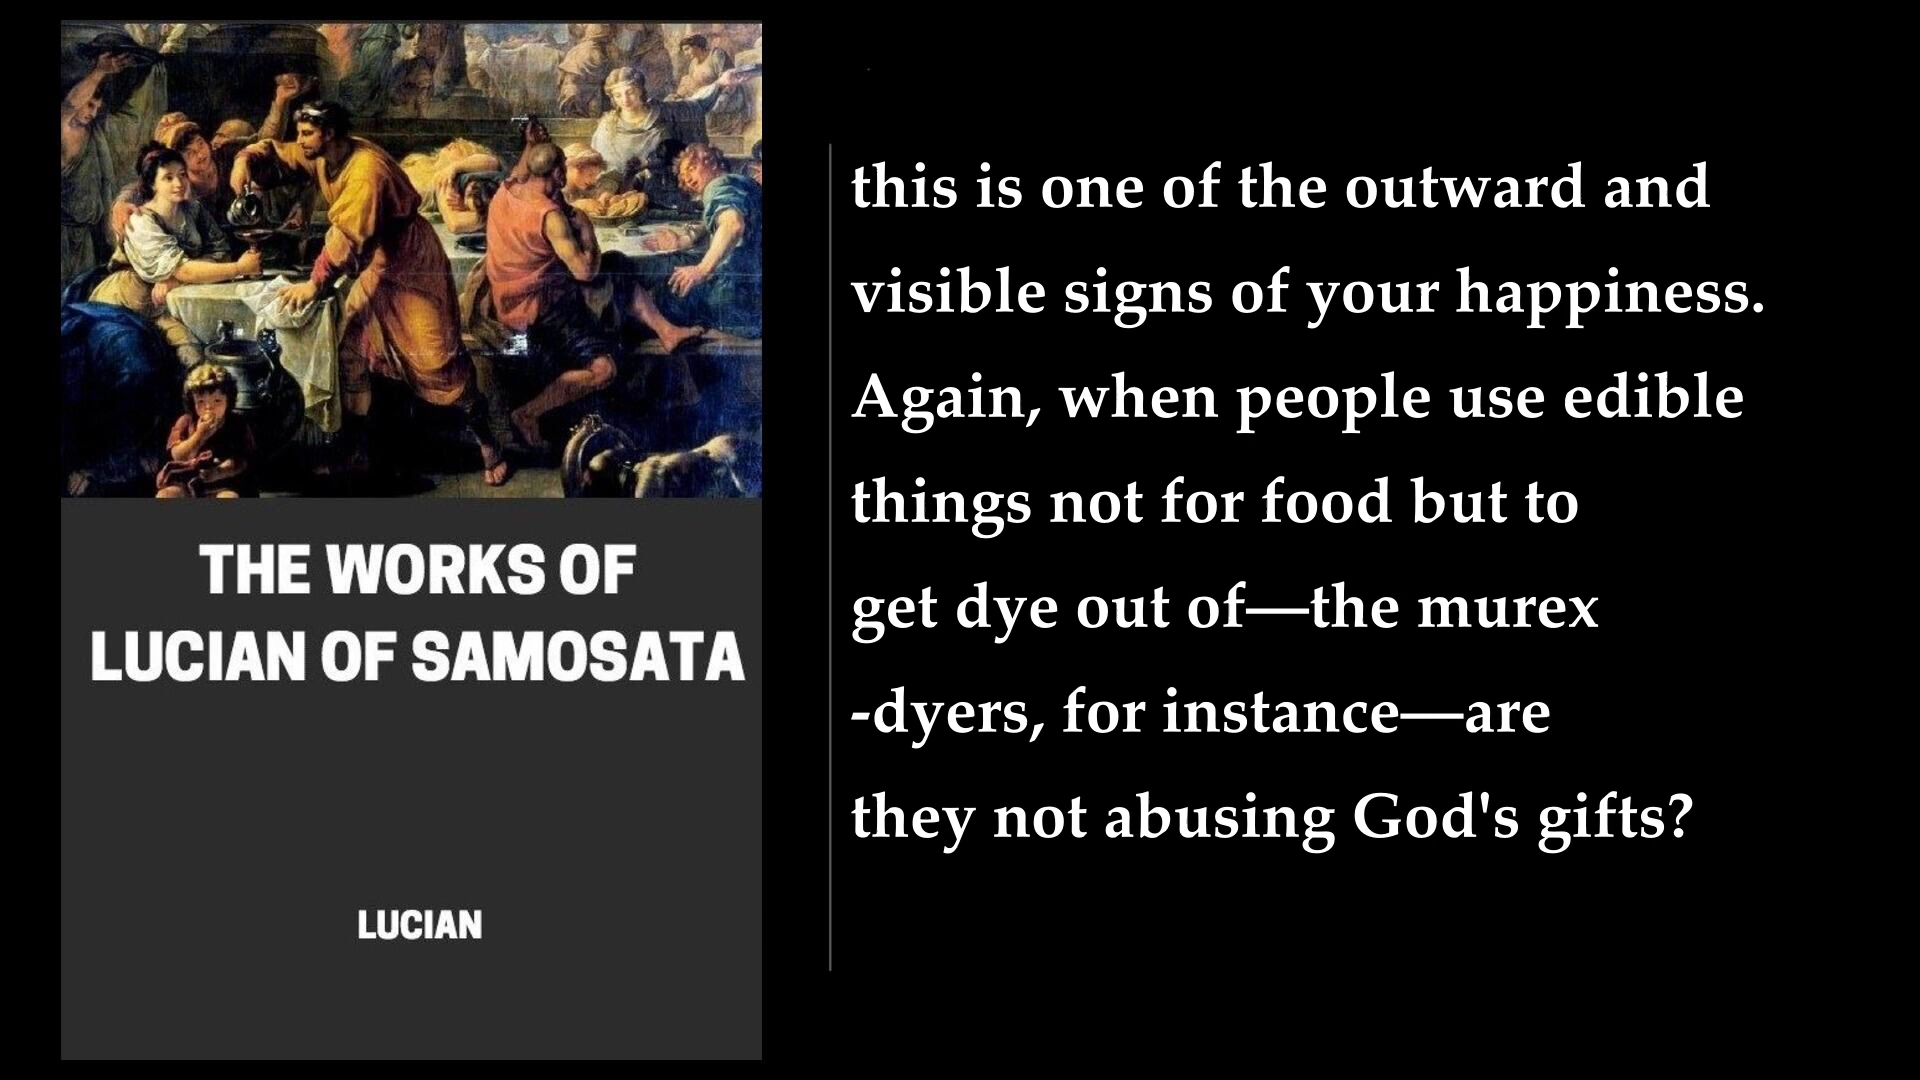 THE WORKS OF
LUCIAN OF SAMOSATA
LUCIAN
this is one of the outward and
visible signs of your happiness.
Again, when people use edible
things not for food but to
get dye out of—the murex
-dyers, for instance—are
they not abusing God's gifts?